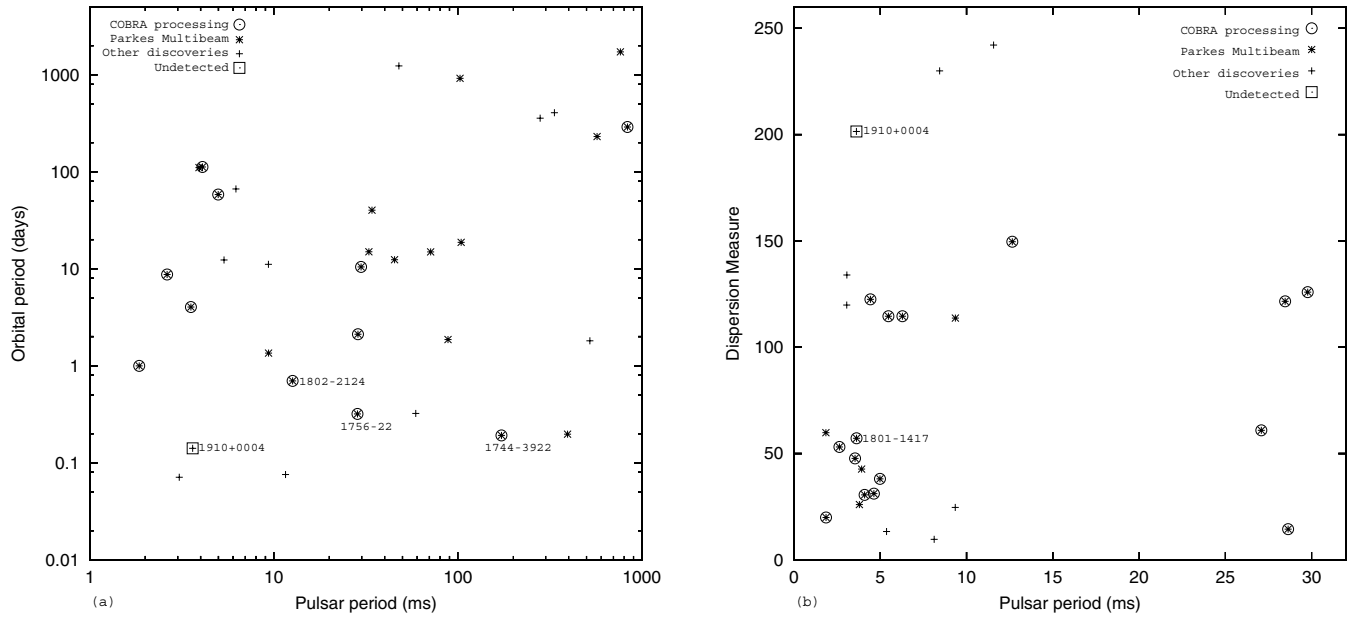 COBRA processing
Parkes Multibeam
Other discoveries
Undetected
1000
100
10
1
0.1
0.01
Orbital period (days)
1802-2124
1756-22
1744-3922
1910+0004
1
10
100
1000
Pulsar period (ms)
(a)
COBRA processing
Parkes Multibeam
Other discoveries
Undetected
250
200
150
100
50
0
Dispersion Measure
1910+0004
1801-1417
0
5
10
15
20
25
30
Pulsar period (ms)
(b)